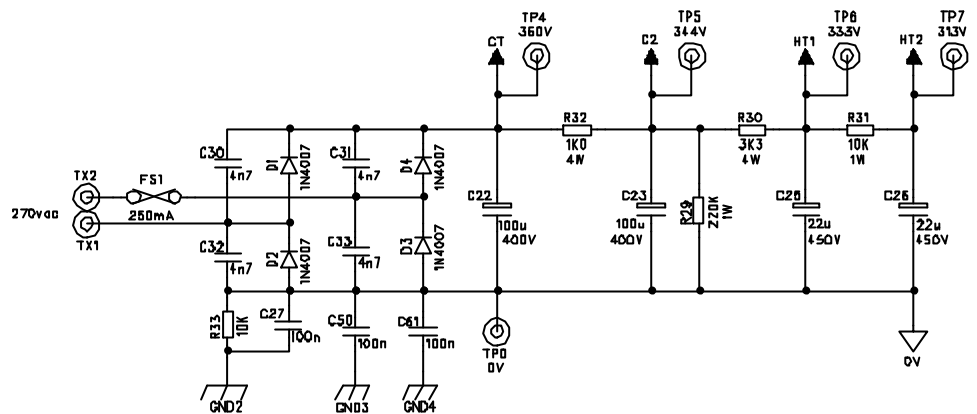 TP4
360V
TP5
344V
TP6
333V
TP7
313V
CT
C2
HT1
HT2
R32
1K0
4W
R30
3K3
4W
R31
10K
1W
C30
4n7
D1
1N4007
C31
4n7
D4
1N4007
TX2
FS1
250mA
270vac
TX1
C32
4n7
D2
1N4007
C33
4n7
D3
1N4007
C22
100u
400V
C23
100u
400V
R29
220K
1W
C25
22u
450V
C26
22u
450V
R33
10K
C27
100n
C50
100n
C61
100n
TP0
0V
0V
GND2
GND3
GND4